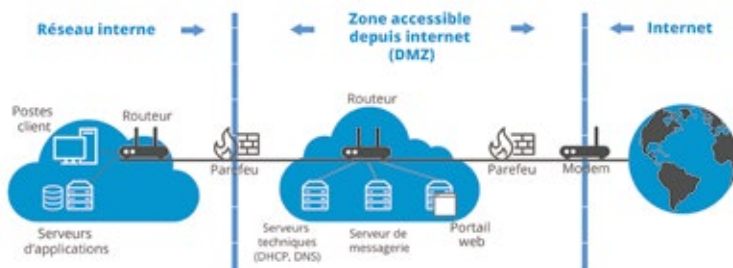 Réseau interne
Zone accessible
depuis internet
(DMZ)
Internet
Postes
client
Routeur
Routeur
Parefeu
Parefeu
Modem
Serveurs
d'applications
Serveurs
techniques
(DHCP, DNS)
Serveur de
messagerie
Portail
web